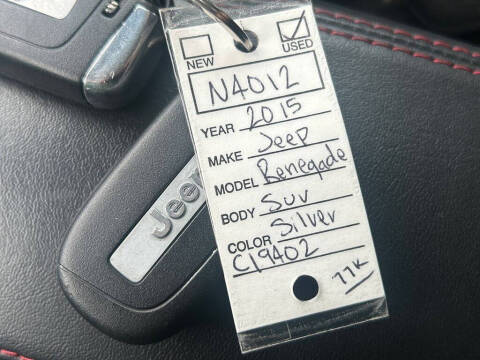 NEW USED
N4012
YEAR 2015
MAKE Jeep
MODEL Renegade
BODY SUV
COLOR Silver
C19402
77K
Jeep